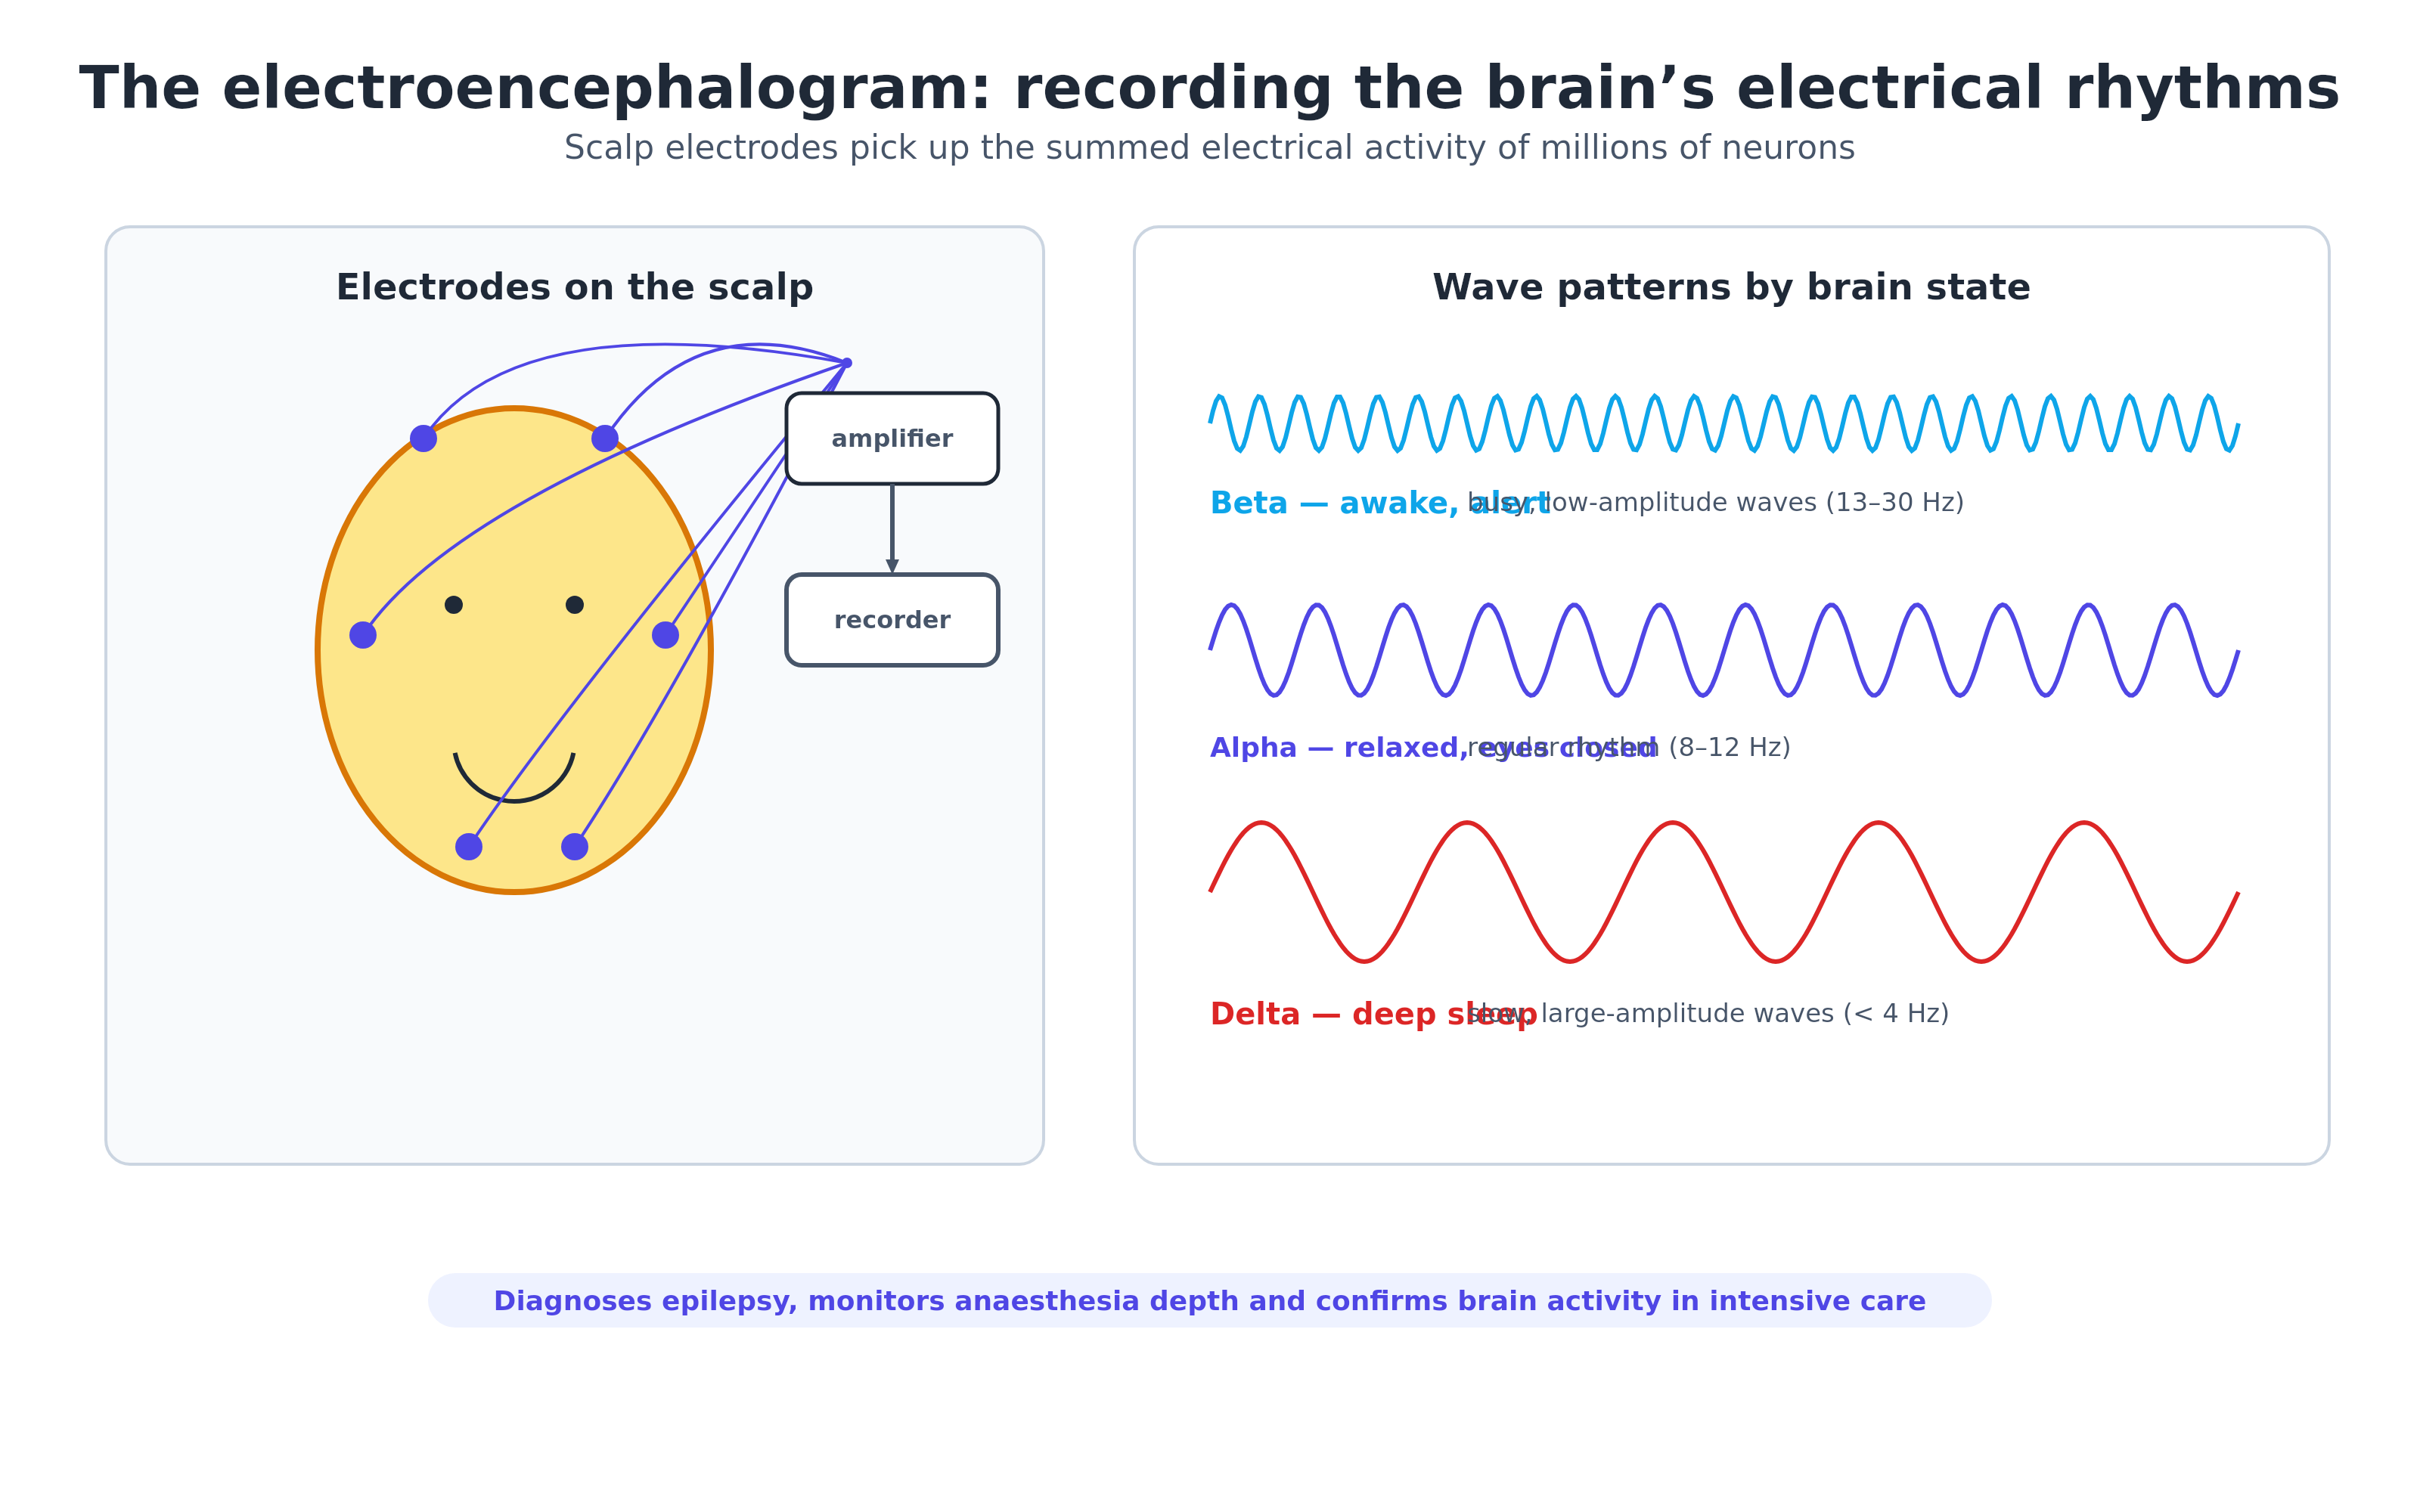 The electroencephalogram: recording the brain’s electrical rhythms
Scalp electrodes pick up the summed electrical activity of millions of neurons
Electrodes on the scalp
amplifier
recorder
Wave patterns by brain state
Beta — awake, alert busy, low-amplitude waves (13–30 Hz)
Alpha — relaxed, eyes closed regular rhythm (8–12 Hz)
Delta — deep sleep slow, large-amplitude waves (< 4 Hz)
Diagnoses epilepsy, monitors anaesthesia depth and confirms brain activity in intensive care